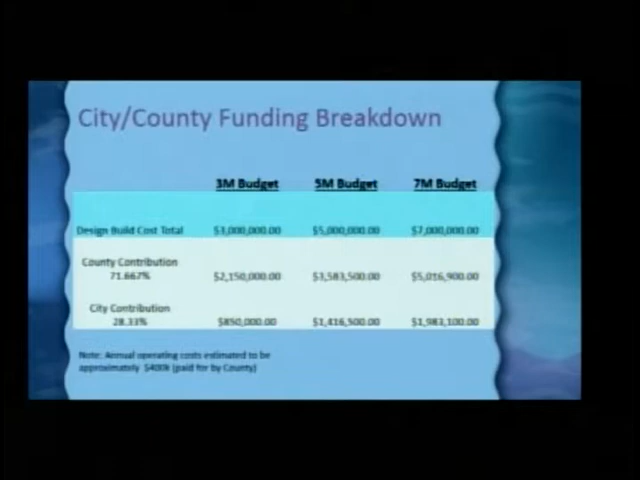 City/County Funding Breakdown
3M Budget 5M Budget 7M Budget
Design Build Cost Total $3,000,000.00 $5,000,000.00 $7,000,000.00
County Contribution
71.667% $2,150,000.00 $3,583,500.00 $5,016,900.00
City Contribution
28.33% $850,000.00 $1,416,500.00 $1,983,100.00
Note: Annual operating costs estimated to be
approximately $400k (paid for by County)